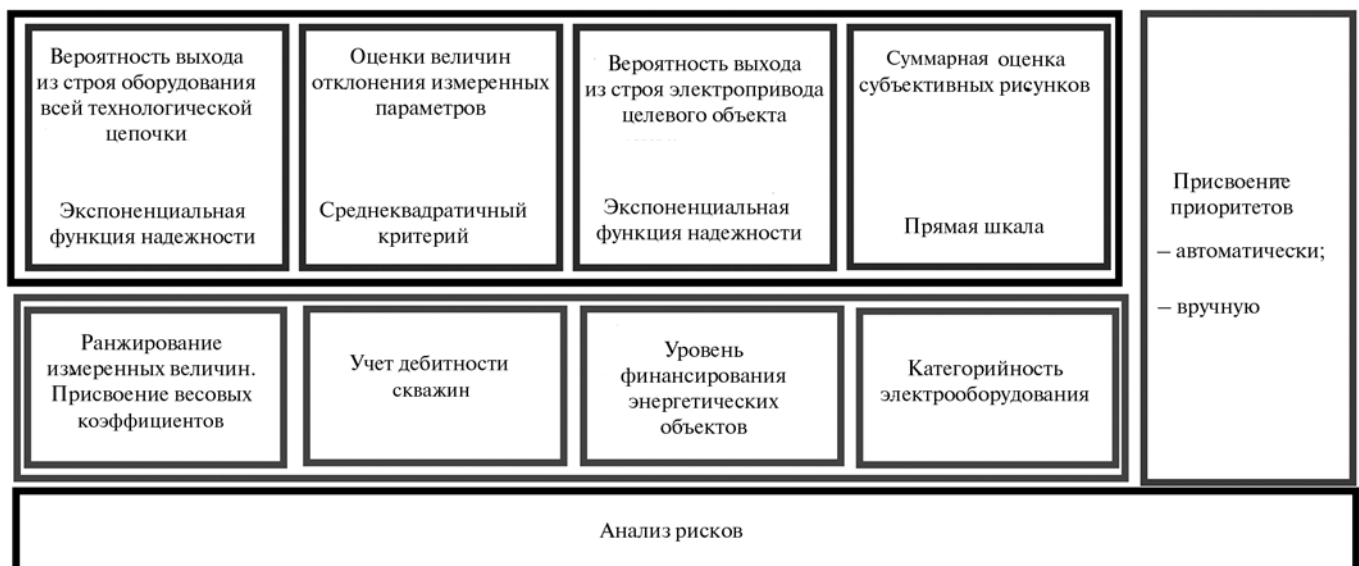 Вероятность выхода
из строя оборудования
всей технологической
цепочки
Экспоненциальная
функция надежности
Оценки величин
отклонения измеренных
параметров
Среднеквадратичный
критерий
Вероятность выхода
из строя электропривода
целевого объекта
Экспоненциальная
функция надежности
Суммарная оценка
субъективных рисунков
Прямая шкала
Присвоение
приоритетов
– автоматически;
– вручную
Ранжирование
измеренных величин.
Присвоение весовых
коэффициентов
Учет дебитности
скважин
Уровень
финансирования
энергетических
объектов
Категорийность
электрооборудования
Анализ рисков